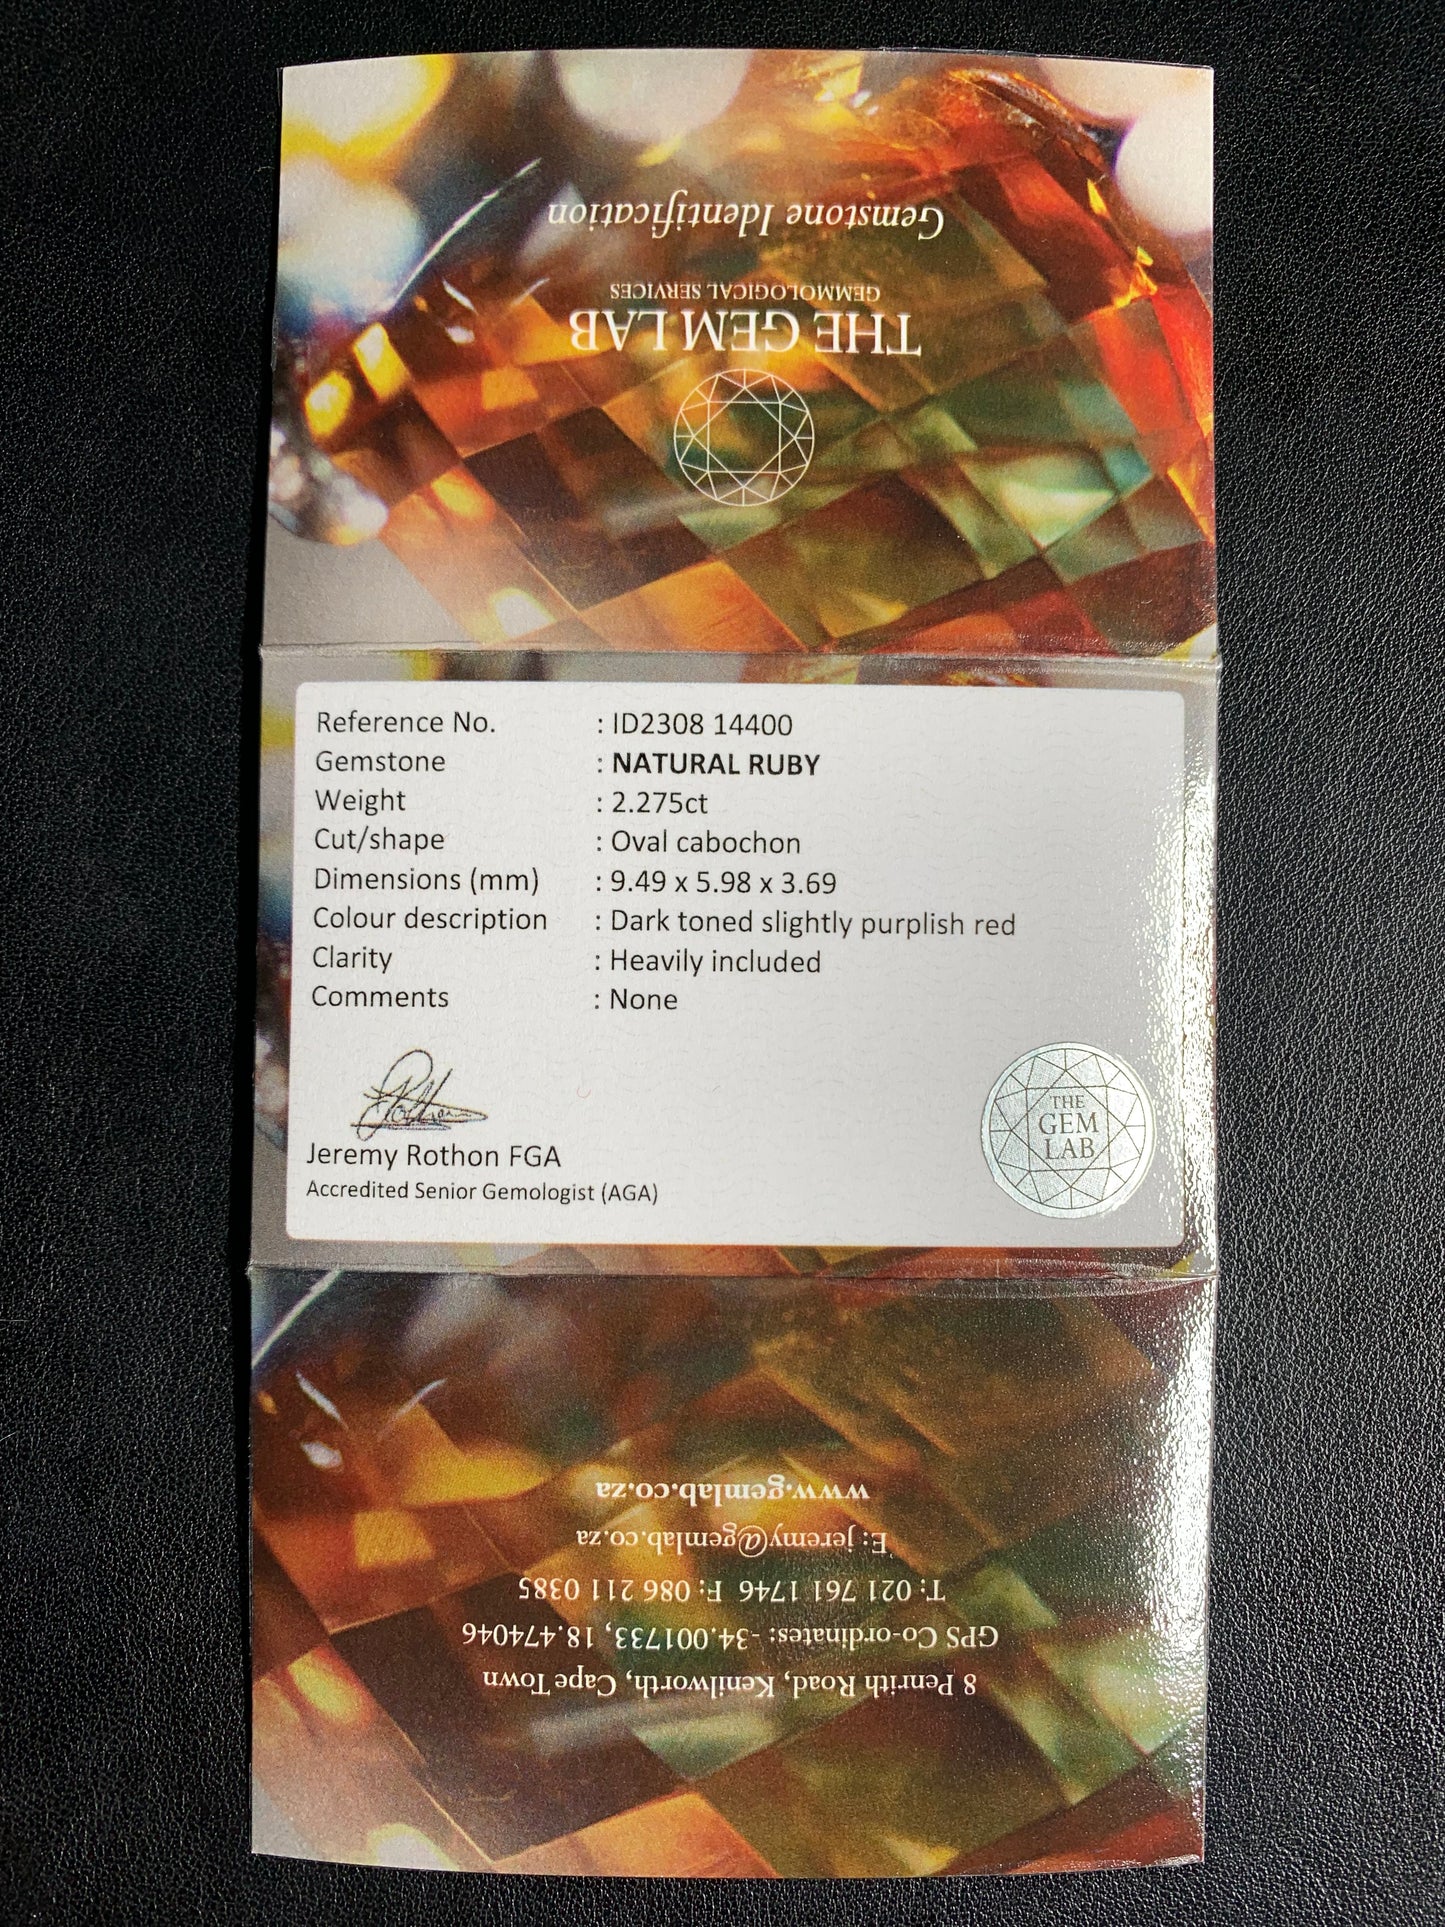 Gemstone Identification
THE GEM LAB
GEMMOLOGICAL SERVICES
Reference No. : ID2308 14400
Gemstone : NATURAL RUBY
Weight : 2.275ct
Cut/shape : Oval cabochon
Dimensions (mm) : 9.49 x 5.98 x 3.69
Colour description : Dark toned slightly purplish red
Clarity : Heavily included
Comments : None
Jeremy Rothon FGA
Accredited Senior Gemologist (AGA)
THE
GEM
LAB
8 Penrith Road, Kenilworth, Cape Town
GPS Co-ordinates: -34.001733, 18.474046
T: 021 761 1746 F: 086 211 0385
E: jeremy@gemlab.co.za
www.gemlab.co.za